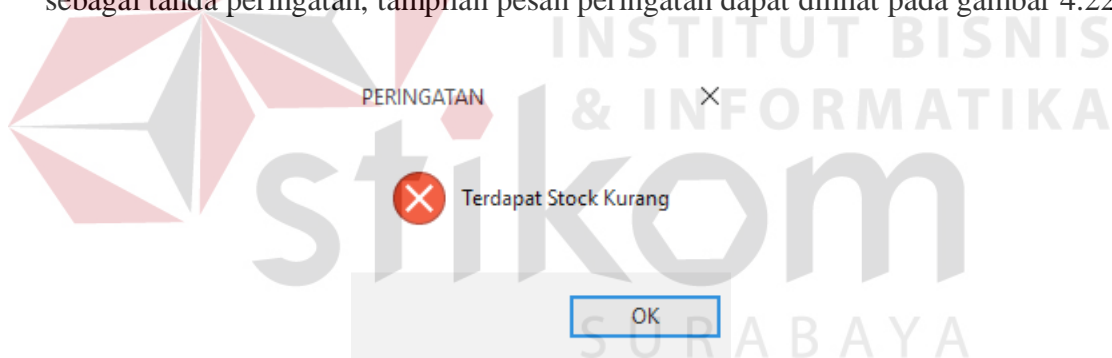 sebagai tanda peringatan, tampilan pesan peringatan dapat dilihat pada gambar 4.22
INSTITUT BISNIS
PERINGATAN
& INFORMATIKA
stikom
Terdapat Stock Kurang
OK
SURABAYA